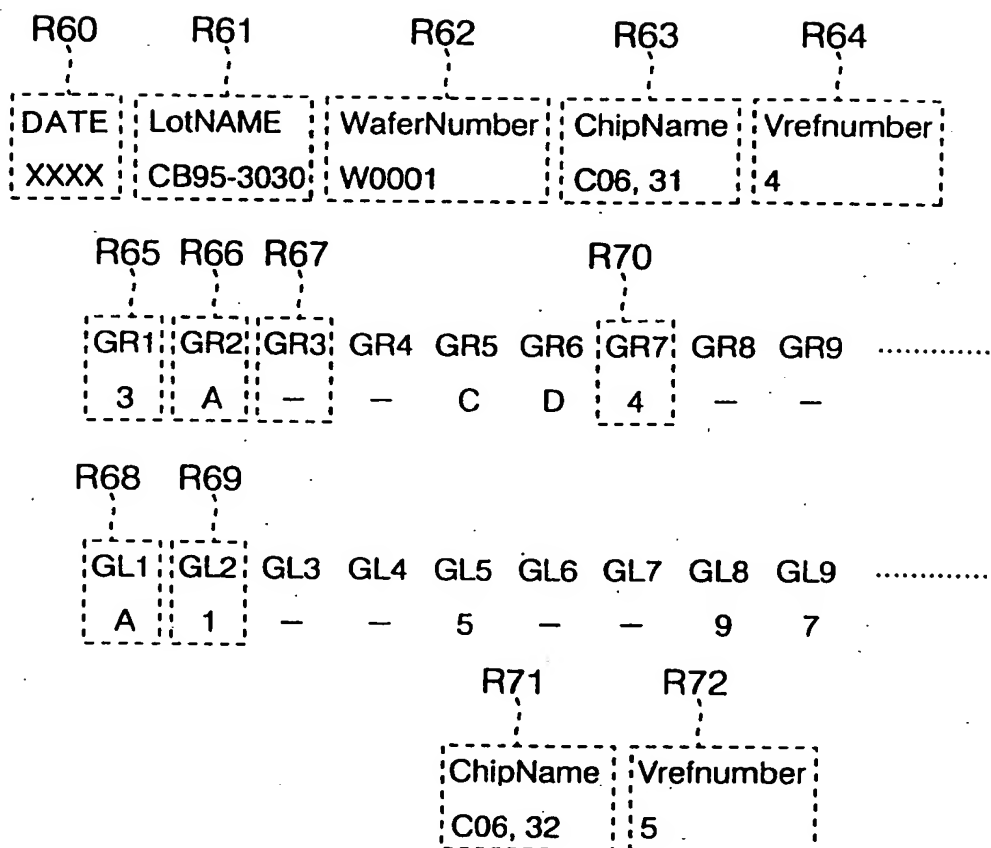 R60 R61 R62 R63 R64
DATE LotNAME WaferNumber ChipName Vrefnumber
XXXX CB95-3030 W0001 C06, 31 4
R65 R66 R67 R70
GR1 GR2 GR3 GR4 GR5 GR6 GR7 GR8 GR9 ..............
3 A — — C D 4 — —
R68 R69
GL1 GL2 GL3 GL4 GL5 GL6 GL7 GL8 GL9 ..............
A 1 — — 5 — — 9 7
R71 R72
ChipName Vrefnumber
C06, 32 5